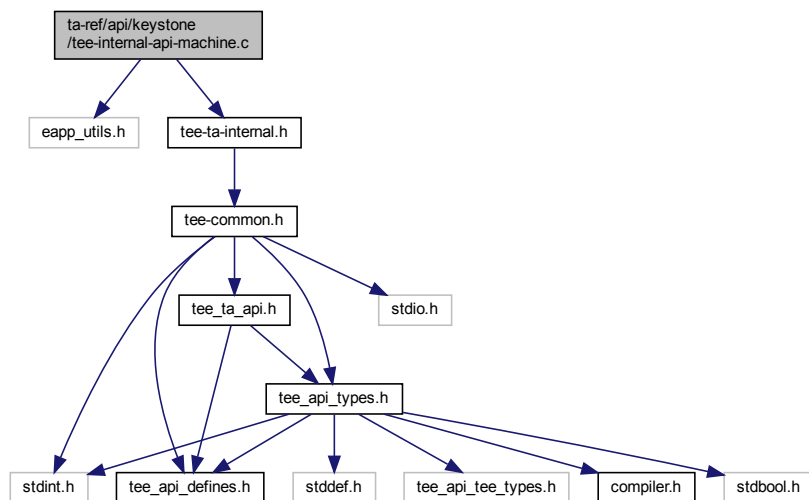 ta-ref/api/keystone
/tee-internal-api-machine.c
eapp_utils.h
tee-ta-internal.h
tee-common.h
tee_ta_api.h
stdio.h
tee_api_types.h
stdint.h
tee_api_defines.h
stddef.h
tee_api_tee_types.h
compiler.h
stdbool.h